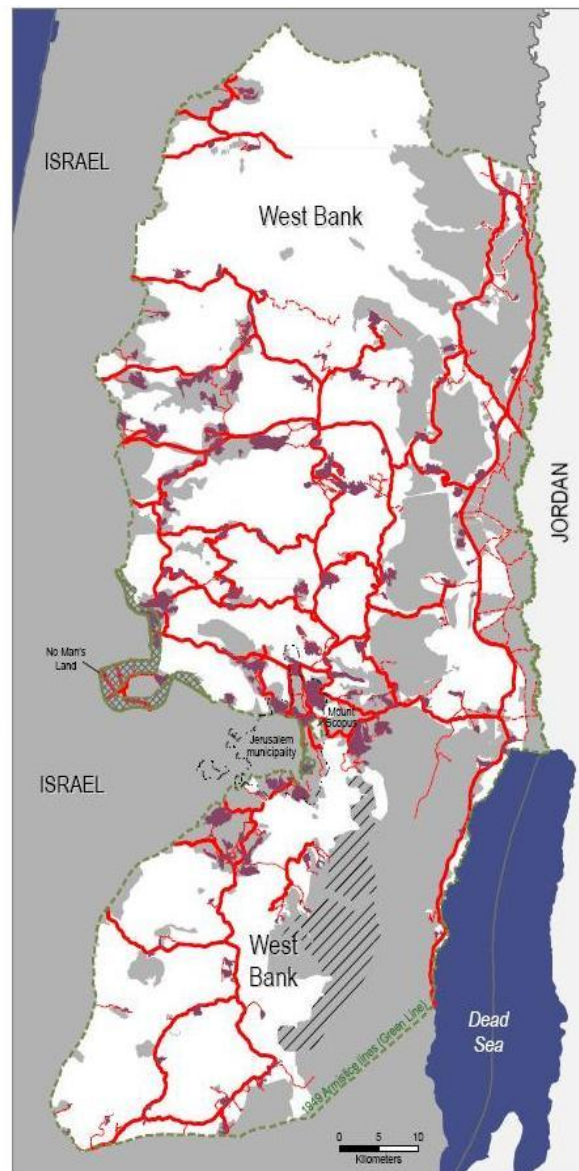 ISRAEL
West Bank
JORDAN
No Man's
Land
Mount
Scopus
Jerusalem
municipality
ISRAEL
West
Bank
1949 Armistice lines (Green Line)
Dead
Sea
0 5 10
Kilometers